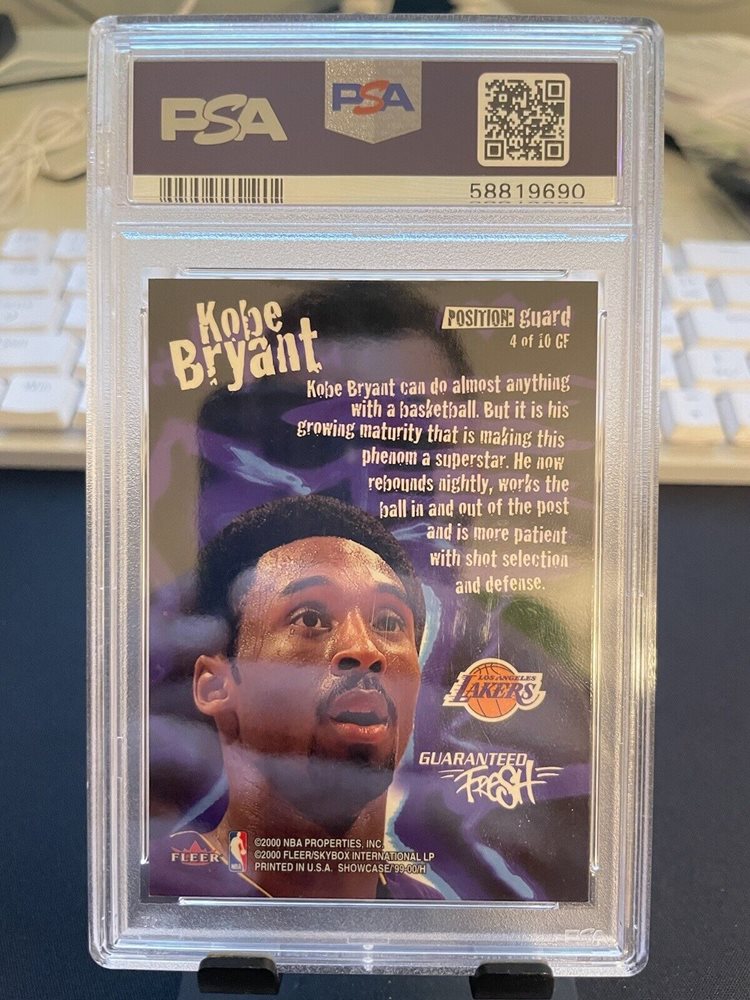 PSA PSA
58819690
Kobe
Bryant
POSITION: guard
4 of 10 GF
Kobe Bryant can do almost anything
with a basketball. But it is his
growing maturity that is making this
phenom a superstar. He now
rebounds nightly, works the
ball in and out of the post
and is more patient
with shot selection
and defense.
LOS ANGELES
LAKERS
GUARANTEED
FRESH
FLEER
©2000 NBA PROPERTIES, INC.
©2000 FLEER/SKYBOX INTERNATIONAL LP
PRINTED IN U.S.A. SHOWCASE/'99-00/H